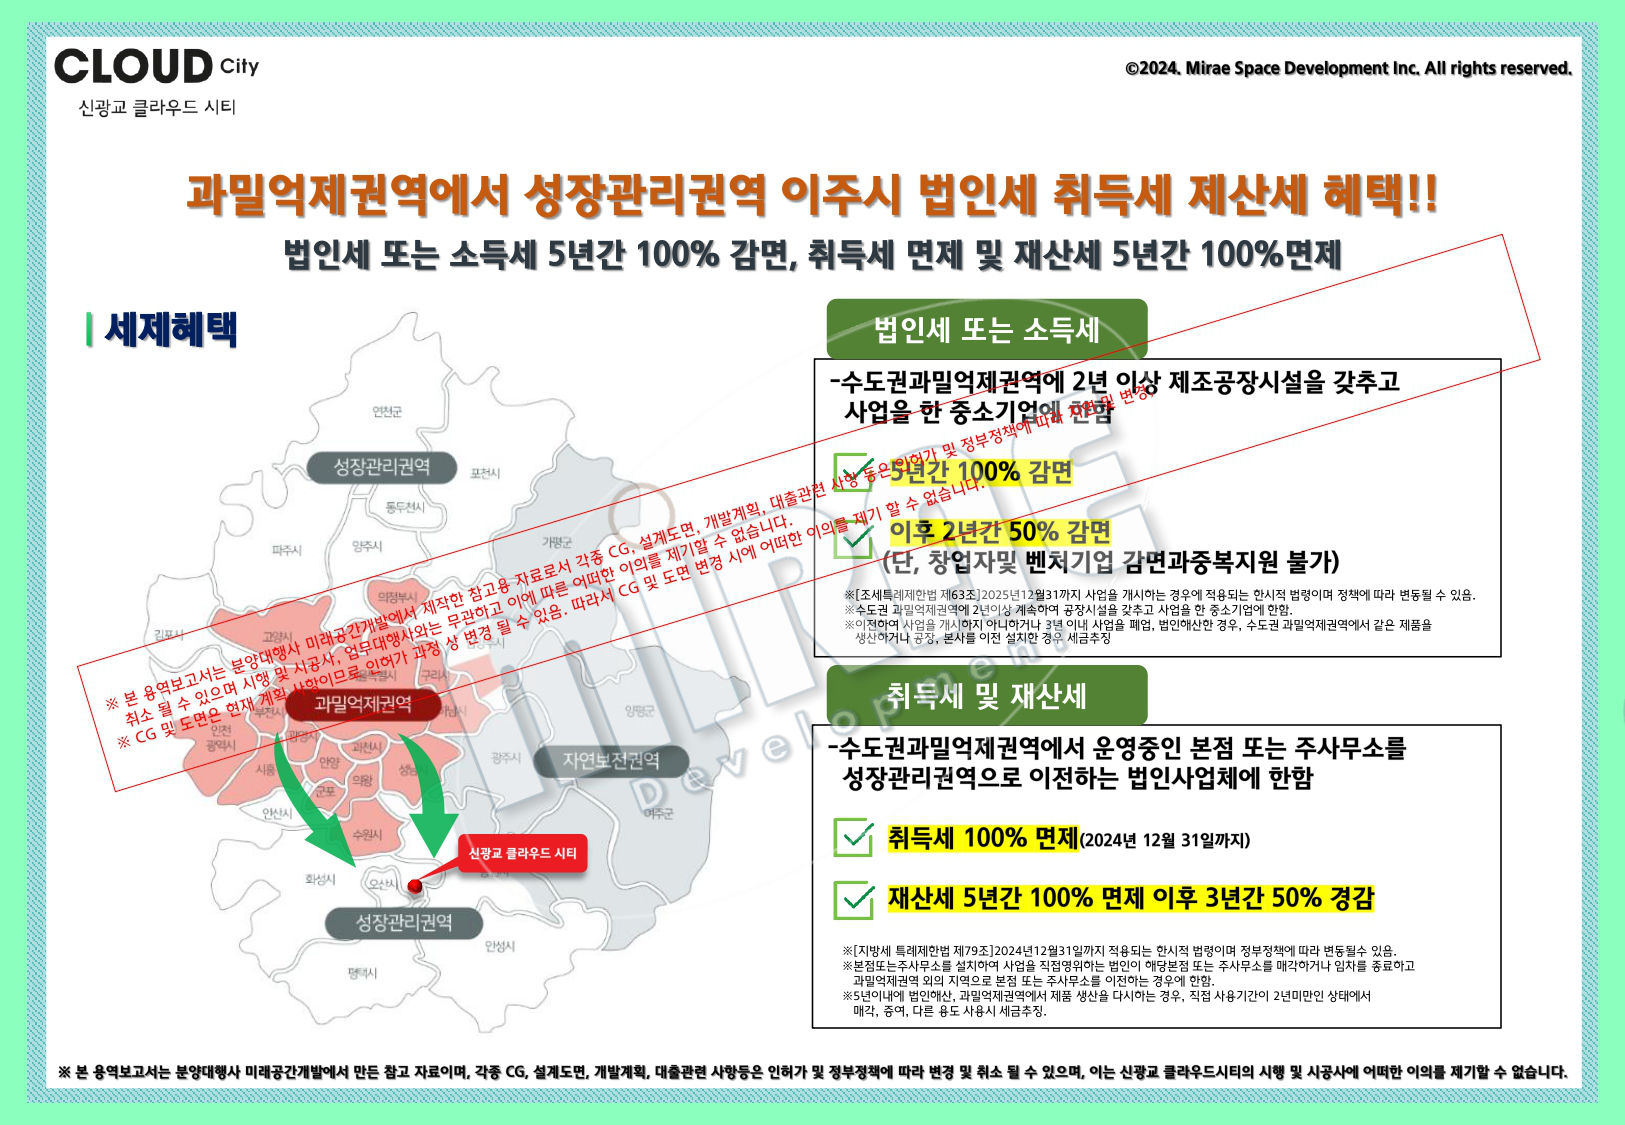 CLOUD City
신광교 클라우드 시티
©2024. Mirae Space Development Inc. All rights reserved.
과밀억제권역에서 성장관리권역 이주시 법인세 취득세 제산세 혜택!!
법인세 또는 소득세 5년간 100% 감면, 취득세 면제 및 재산세 5년간 100%면제
세제혜택
연천군
성장관리권역
포천시
동두천시
파주시
양주시
가평군
의정부시
김포시
고양시
구리시
과밀억제권역
부천시
하남시
양평군
인천
광역시
광명시
과천시
시흥
안양
의왕
성남시
광주시
자연보전권역
군포
안산시
수원시
여주군
신광교 클라우드 시티
화성시
오산시
성장관리권역
안성시
평택시
법인세 또는 소득세
-수도권과밀억제권역에 2년 이상 제조공장시설을 갖추고
사업을 한 중소기업에 한함
5년간 100% 감면
이후 2년간 50% 감면
(단, 창업자및 벤처기업 감면과중복지원 불가)
※[조세특례제한법 제63조]2025년12월31까지 사업을 개시하는 경우에 적용되는 한시적 법령이며 정책에 따라 변동될 수 있음.
※수도권 과밀억제권역에 2년이상 계속하여 공장시설을 갖추고 사업을 한 중소기업에 한함.
※이전하여 사업을 개시하지 아니하거나 3년 이내 사업을 폐업, 법인해산한 경우, 수도권 과밀억제권역에서 같은 제품을
생산하거나 공장, 본사를 이전 설치한 경우 세금추징
취득세 및 재산세
-수도권과밀억제권역에서 운영중인 본점 또는 주사무소를
성장관리권역으로 이전하는 법인사업체에 한함
취득세 100% 면제(2024년 12월 31일까지)
재산세 5년간 100% 면제 이후 3년간 50% 경감
※[지방세 특례제한법 제79조]2024년12월31일까지 적용되는 한시적 법령이며 정부정책에 따라 변동될수 있음.
※본점또는주사무소를 설치하여 사업을 직접영위하는 법인이 해당본점 또는 주사무소를 매각하거나 임차를 종료하고
과밀억제권역 외의 지역으로 본점 또는 주사무소를 이전하는 경우에 한함.
※5년이내에 법인해산, 과밀억제권역에서 제품 생산을 다시하는 경우, 직접 사용기간이 2년미만인 상태에서
매각, 증여, 다른 용도 사용시 세금추징.
※ 본 용역보고서는 분양대행사 미래공간개발에서 제작한 참고용 자료로서 각종 CG, 설계도면, 개발계획, 대출관련 사항 등은 인허가 및 정부정책에 따라 지연 및 변경,
취소 될 수 있으며 시행 및 시공사, 업무대행사와는 무관하고 이에 따른 어떠한 이의를 제기할 수 없습니다.
※ CG 및 도면은 현재 계획 사항이므로 인허가 과정 상 변경 될 수 있음. 따라서 CG 및 도면 변경 시에 어떠한 이의를 제기 할 수 없습니다.
MIRAE
Development
※ 본 용역보고서는 분양대행사 미래공간개발에서 만든 참고 자료이며, 각종 CG, 설계도면, 개발계획, 대출관련 사항등은 인허가 및 정부정책에 따라 변경 및 취소 될 수 있으며, 이는 신광교 클라우드시티의 시행 및 시공사에 어떠한 이의를 제기할 수 없습니다.